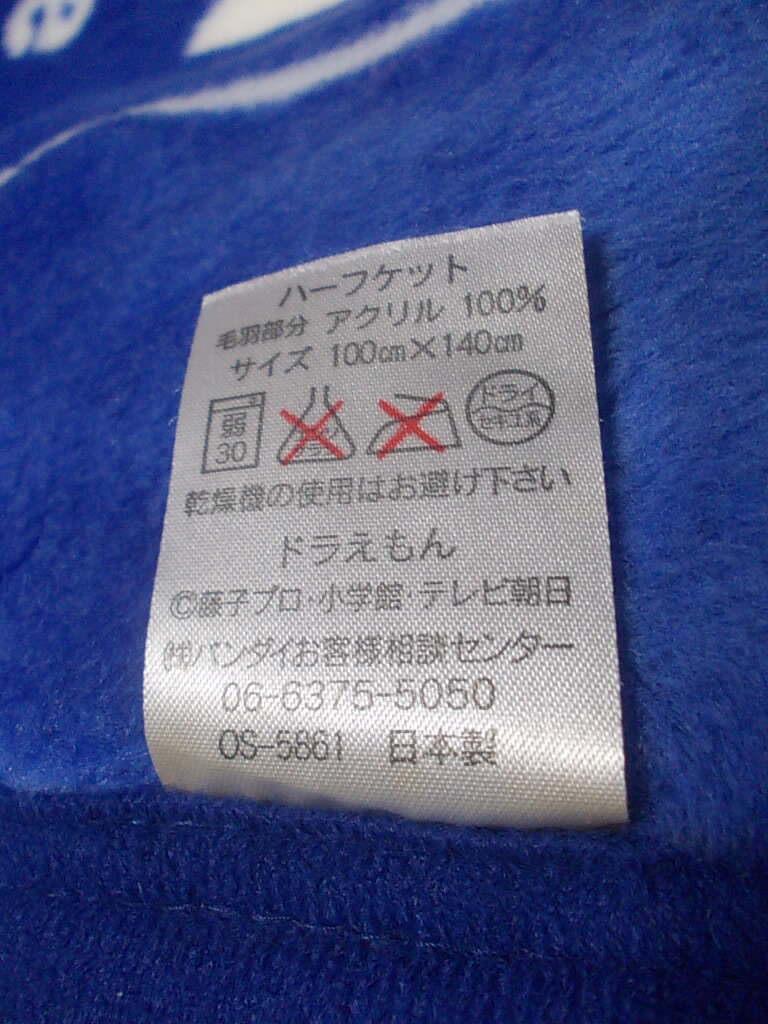 ハーフケット
毛羽部分 アクリル 100%
サイズ 100cm×140cm
弱 30 ドライ セキユ系
乾燥機の使用はお避け下さい
ドラえもん
©藤子プロ・小学館・テレビ朝日
㈱バンダイお客様相談センター
06-6375-5050
OS-5861 日本製